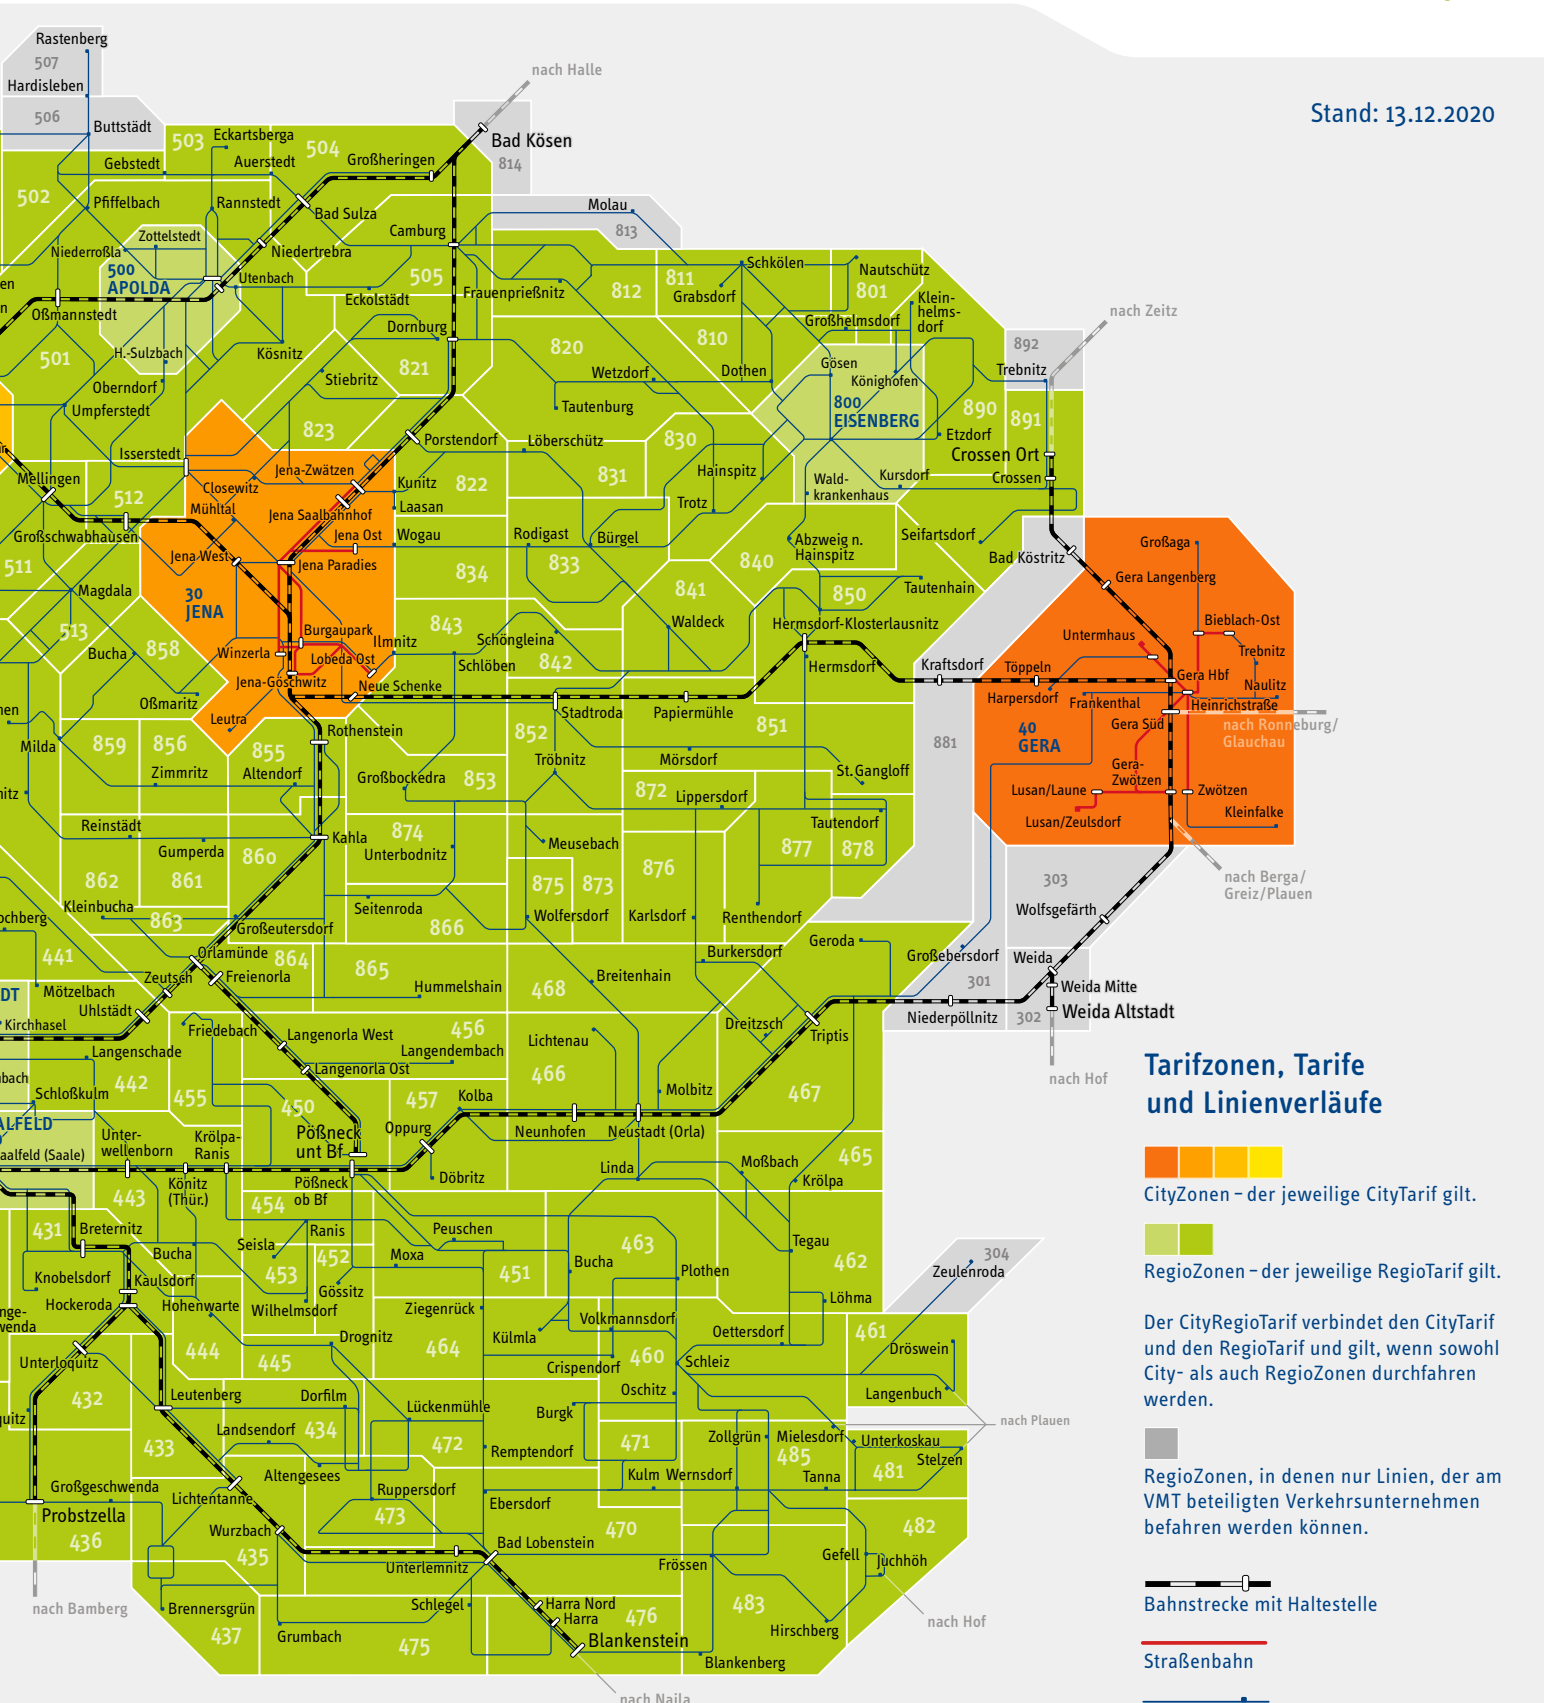 Rastenberg
507
Hardisleben
506
Buttstädt
nach Halle
Stand: 13.12.2020
503
Eckartsberga
504
Bad Kösen
814
Gebstedt
Auerstedt
Großheringen
502
Pfiffelbach
Rannstedt
Bad Sulza
Molau
813
Zottelstedt
Camburg
Niederroßla
Niedertrebra
500
APOLDA
Utenbach
505
Eckolstädt
Frauenprießnitz
812
811
Schkölen
Grabsdorf
Nautschütz
801
Klein-
helms-
dorf
Großhelmsdorf
nach Zeitz
en
n
Oßmannstedt
Dornburg
501
H.-Sulzbach
Kösnitz
820
810
892
Trebnitz
Oberndorf
Stiebritz
821
Wetzdorf
Dothen
Gösen
Könighofen
Umpferstedt
Tautenburg
800
EISENBERG
890
891
823
Porstendorf
Löberschütz
830
Etzdorf
Crossen Ort
Isserstedt
Jena-Zwätzen
Hainspitz
Mellingen
Closewitz
Kunitz
822
831
Wald-
krankenhaus
Kursdorf
Crossen
512
Mühltal
Jena Saalbahnhof
Laasan
Trotz
Großschwabhausen
Jena Ost
Wogau
Rodigast
Bürgel
Abzweig n.
Hainspitz
Seifartsdorf
Bad Köstritz
Großaga
511
Jena West
Jena Paradies
834
833
840
Magdala
30
JENA
841
850
Tautenhain
Gera Langenberg
513
Bucha
858
Burgaupark
843
Waldeck
Hermsdorf-Klosterlausnitz
Bieblach-Ost
Winzerla
Lobeda Ost
Ilmnitz
Schöngleina
842
Untermhaus
Trebnitz
Jena-Göschwitz
Neue Schenke
Schlöben
Hermsdorf
Kraftsdorf
Töppeln
Gera Hbf
Naulitz
Oßmaritz
Harpersdorf
Frankenthal
Heinrichstraße
Leutra
Stadtroda
Papiermühle
851
nach Ronneburg/
Glauchau
Milda
859
856
855
Rothenstein
852
881
40
GERA
Gera Süd
Zimmritz
Altendorf
Großbockedra
853
Tröbnitz
Mörsdorf
St.Gangloff
Gera-
Zwötzen
872
Lippersdorf
Lusan/Laune
Zwötzen
nitz
Reinstädt
Kahla
874
Tautendorf
Lusan/Zeulsdorf
Kleinfalke
Gumperda
860
Unterbodnitz
Meusebach
877
878
862
861
875
873
876
303
nach Berga/
Greiz/Plauen
ochberg
Kleinbucha
863
Seitenroda
866
Wolfersdorf
Karlsdorf
Renthendorf
Wolfsgefärth
Großeutersdorf
441
Orlamünde
864
865
Burkersdorf
Geroda
Großebersdorf
Weida
Zeutsch
Freienorla
Hummelshain
468
Breitenhain
301
Weida Mitte
Mötzelbach
Uhlstädt
Kirchhasel
Friedebach
Langenorla West
456
Lichtenau
Dreitzsch
Triptis
Niederpöllnitz
302
Weida Altstadt
Langenschade
Langenorla Ost
Langendembach
466
Tarifzonen, Tarife
und Linienverläufe
nbach
Schloßkulm
442
455
450
457
Kolba
Molbitz
467
nach Hof
ALFELD
Unter-
wellenborn
Krölpa-
Ranis
Pößneck
unt Bf
Oppurg
Neunhofen
Neustadt (Orla)
aalfeld (Saale)
Könitz
(Thür.)
Pößneck
ob Bf
Döbritz
Linda
Moßbach
465
Krölpa
443
454
CityZonen – der jeweilige CityTarif gilt.
431
Breternitz
Bucha
Seisla
Ranis
Peuschen
463
Tegau
462
304
Zeulenroda
RegioZonen – der jeweilige RegioTarif gilt.
Knobelsdorf
Kaulsdorf
453
452
Moxa
451
Bucha
Plothen
Hockeroda
Hohenwarte
Wilhelmsdorf
Gössitz
Ziegenrück
Volkmannsdorf
Löhma
nge-
wenda
444
445
Drognitz
464
Külmla
Oettersdorf
461
Dröswein
Der CityRegioTarif verbindet den CityTarif
und den RegioTarif und gilt, wenn sowohl
City- als auch RegioZonen durchfahren
werden.
Unterloquitz
Crispendorf
460
Schleiz
432
Leutenberg
Dorfilm
Lückenmühle
Oschitz
Langenbuch
quitz
433
Landsendorf
434
472
Burgk
471
Zollgrün
Mielesdorf
Unterkoskau
nach Plauen
Altengesees
Remptendorf
485
Stelzen
Großgeschwenda
Lichtentanne
Ruppersdorf
Kulm
Wernsdorf
Tanna
481
RegioZonen, in denen nur Linien, der am
VMT beteiligten Verkehrsunternehmen
befahren werden können.
Probstzella
473
Ebersdorf
436
Wurzbach
470
482
435
Unterlemnitz
Bad Lobenstein
Frössen
Gefell
Juchhöh
nach Bamberg
Brennersgrün
Schlegel
Harra Nord
Harra
476
483
Hirschberg
nach Hof
Bahnstrecke mit Haltestelle
437
Grumbach
475
Blankenstein
Blankenberg
Straßenbahn
nach Naila